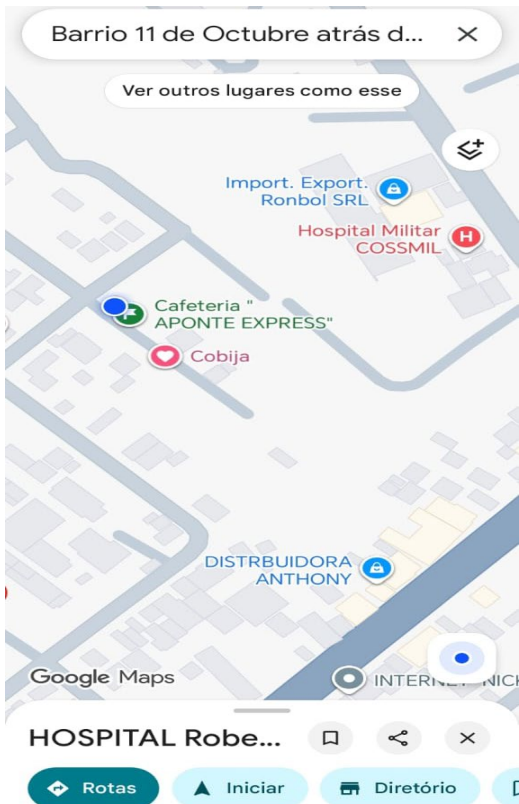 Barrio 11 de Octubre atrás d...
Ver outros lugares como esse
Import. Export.
Ronbol SRL
Hospital Militar
COSSMIL
H
Cafeteria "
APONTE EXPRESS"
Cobija
DISTRBUIDORA
ANTHONY
Google Maps
HOSPITAL Robe...
Rotas
Iniciar
Diretório